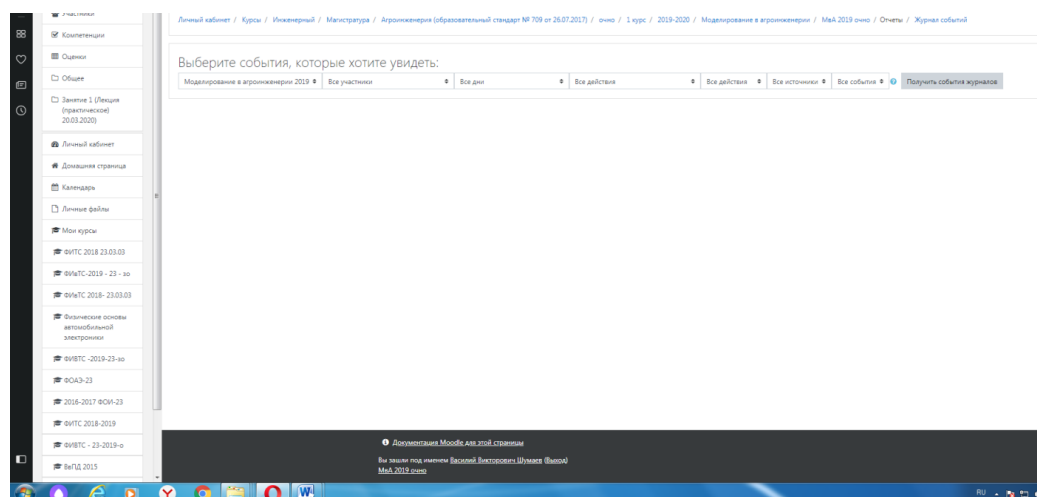 Участники
Компетенции
Оценки
Общее
Занятие 1 (Лекция
(практическое)
20.03.2020)
Личный кабинет
Домашняя страница
Календарь
Личные файлы
Мои курсы
ФИТС 2018 23.03.03
ФИвТС-2019 - 23 - зо
ФИвТС 2018- 23.03.03
Физические основы
автомобильной
электроники
ФИВТС -2019-23-зо
ФОАЭ-23
2016-2017 ФОИ-23
ФИТС 2018-2019
ФИВТС - 23-2019-о
ВвПД 2015
Личный кабинет / Курсы / Инженерный / Магистратура / Агроинженерия (образовательный стандарт № 709 от 26.07.2017) / очно / 1 курс / 2019-2020 / Моделирование в агроинженерии / МвА 2019 очно / Отчеты / Журнал событий
Выберите события, которые хотите увидеть:
Моделирование в агроинженерии 2019 Все участники Все дни Все действия Все действия Все источники Все события Получить события журналов
Документация Moodle для этой страницы
Вы зашли под именем Василий Викторович Шумаев (Выход)
МвА 2019 очно
RU